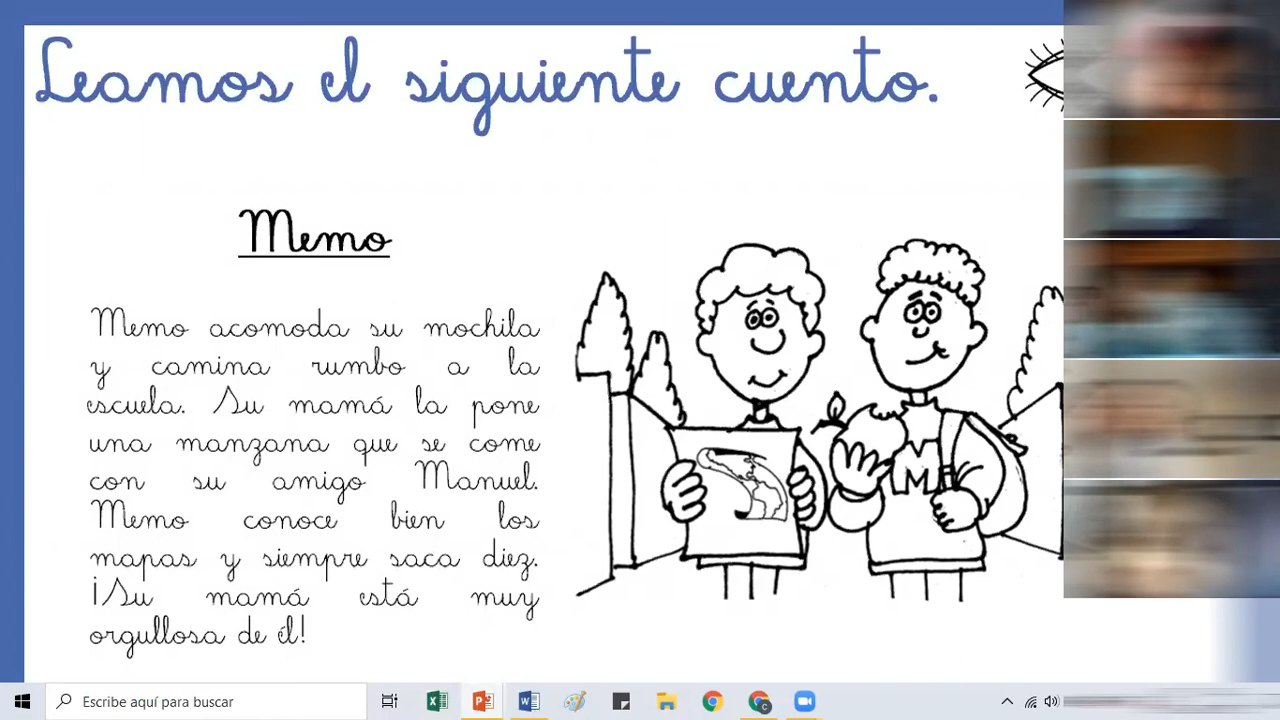 Leamos el siguiente cuento.
Memo
Memo acomoda su mochila
y camina rumbo a la
escuela. Su mamá la pone
una manzana que se come
con su amigo Manuel.
Memo conoce bien los
mapas y siempre saca diez.
¡Su mamá está muy
orgullosa de él!
M
Escribe aquí para buscar